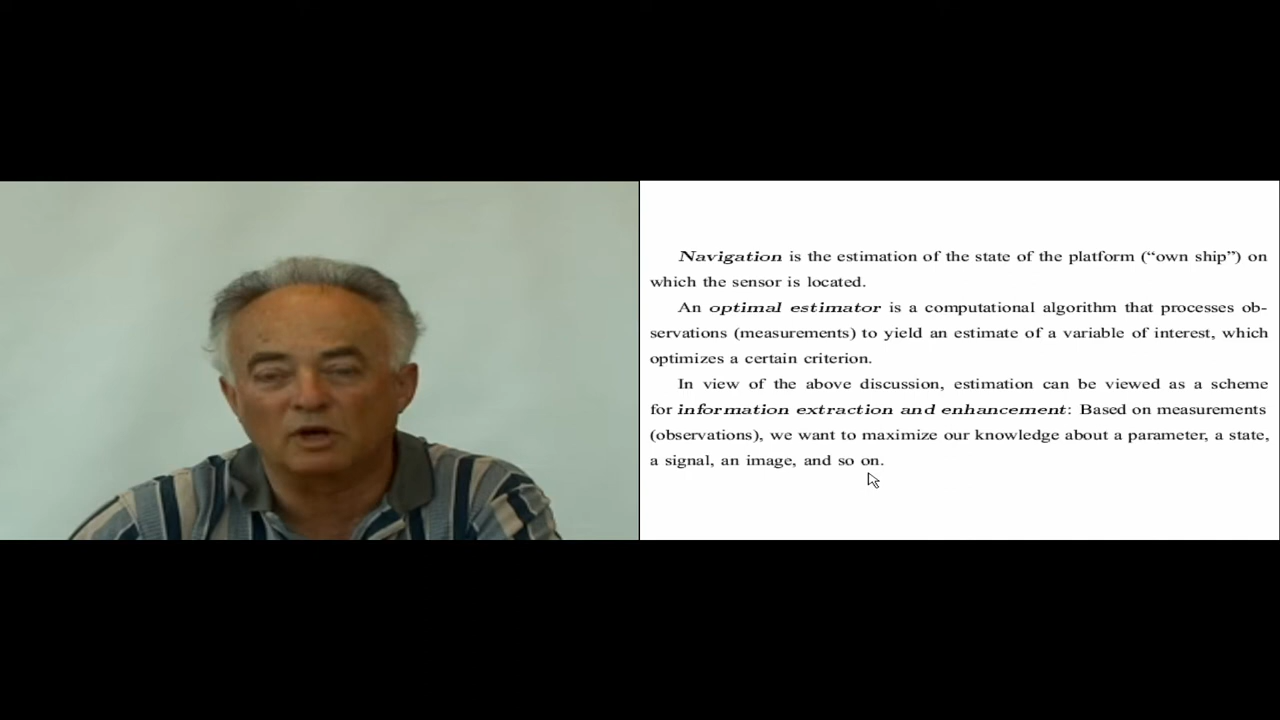 Navigation is the estimation of the state of the platform (“own ship”) on
which the sensor is located.
An optimal estimator is a computational algorithm that processes ob-
servations (measurements) to yield an estimate of a variable of interest, which
optimizes a certain criterion.
In view of the above discussion, estimation can be viewed as a scheme
for information extraction and enhancement: Based on measurements
(observations), we want to maximize our knowledge about a parameter, a state,
a signal, an image, and so on.